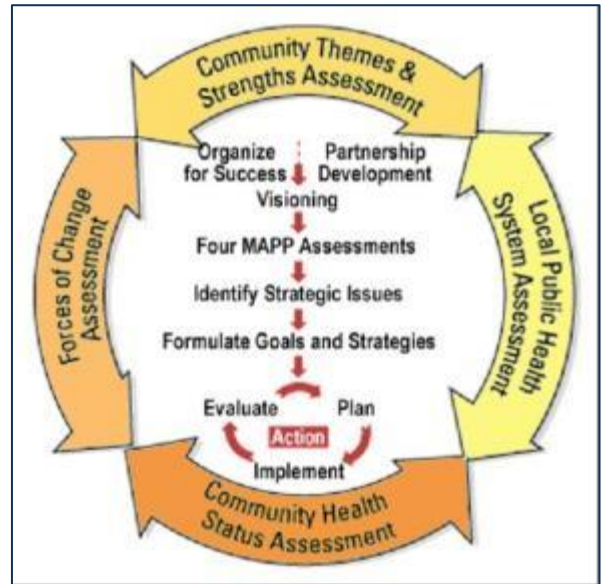 Community Themes &
Strengths Assessment
Organize
for Success
Partnership
Development
Visioning
Four MAPP Assessments
Identify Strategic Issues
Formulate Goals and Strategies
Evaluate
Plan
Action
Implement
Forces of Change
Assessment
Local Public Health
System Assessment
Community Health
Status Assessment